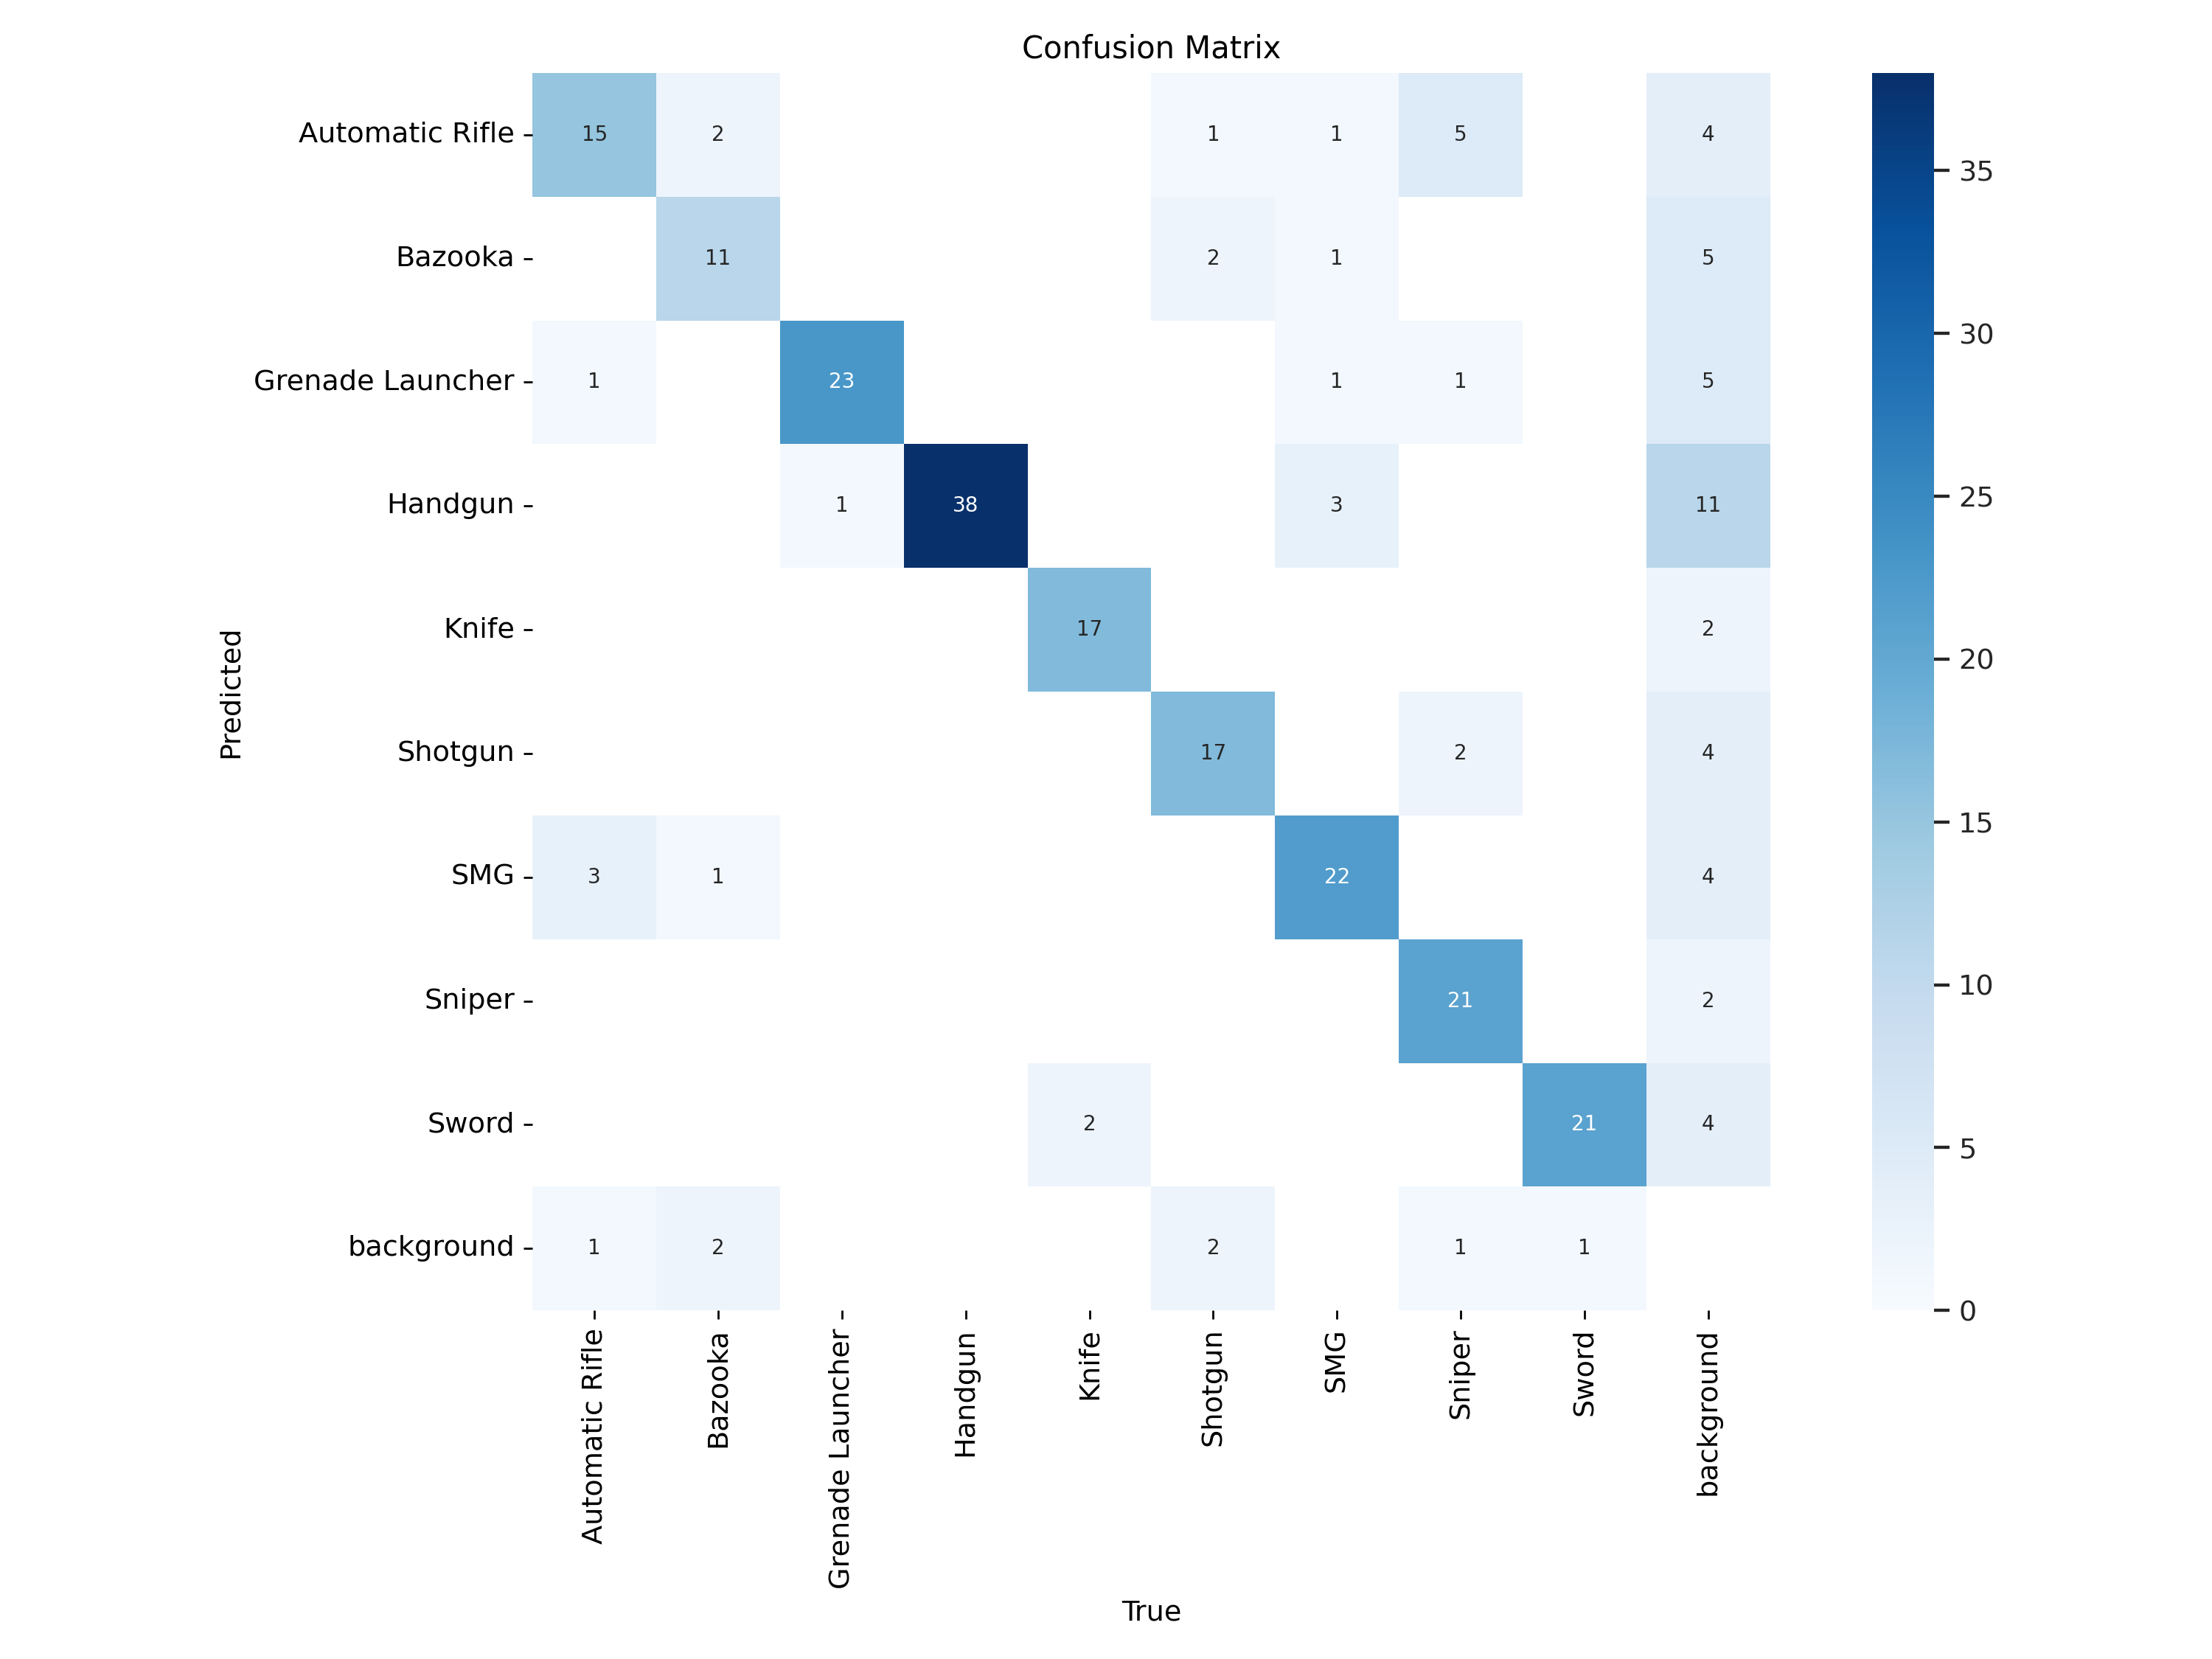 Confusion Matrix
Automatic Rifle 15 2 1 1 5 4
Bazooka 11 2 1 5
Grenade Launcher 1 23 1 1 5
Handgun 1 38 3 11
Knife 17 2
Shotgun 17 2 4
SMG 3 1 22 4
Sniper 21 2
Sword 2 21 4
background 1 2 2 1 1
Predicted
Automatic Rifle
Bazooka
Grenade Launcher
Handgun
Knife
Shotgun
SMG
Sniper
Sword
background
True
35
30
25
20
15
10
5
0